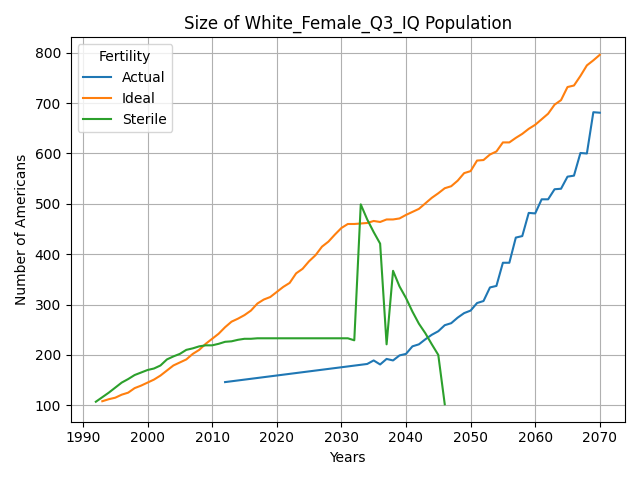 Size of White_Female_Q3_IQ Population
Fertility
Actual
Ideal
Sterile
Number of Americans
800
700
600
500
400
300
200
100
1990
2000
2010
2020
2030
2040
2050
2060
2070
Years